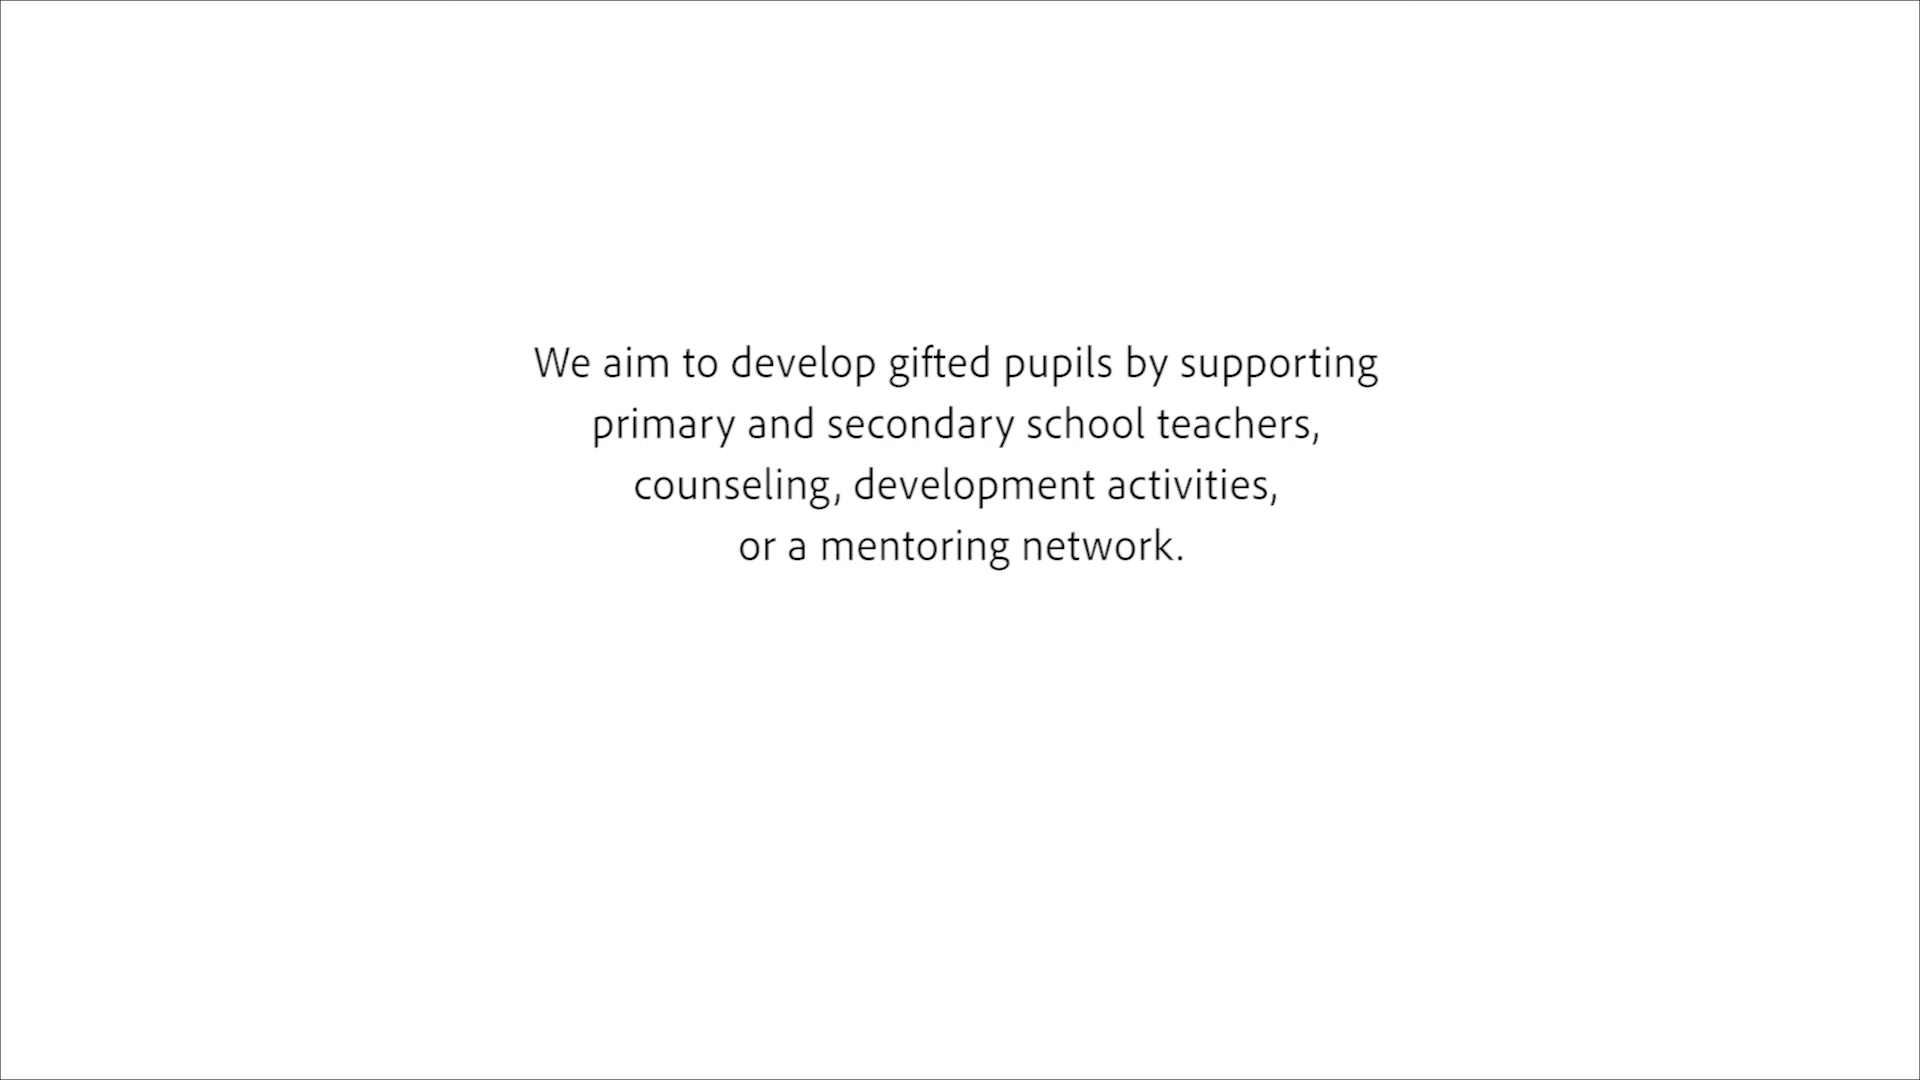 We aim to develop gifted pupils by supporting
primary and secondary school teachers,
counseling, development activities,
or a mentoring network.